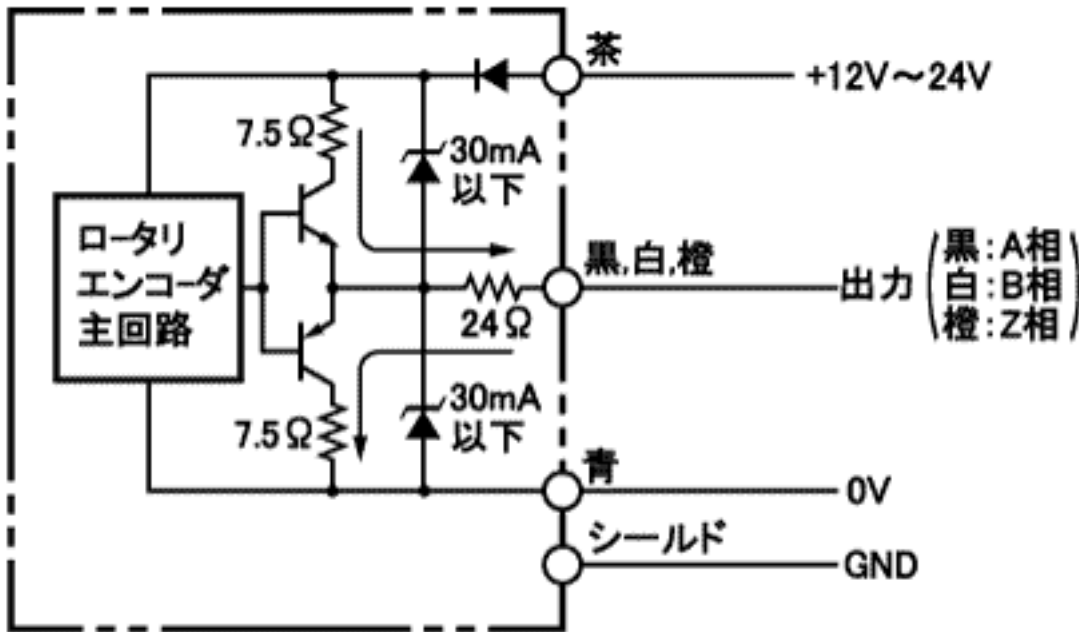 茶
+12V～24V
7.5Ω
30mA
以下
ロータリ
エンコーダ
主回路
黒,白,橙
24Ω
出力
黒:A相
白:B相
橙:Z相
7.5Ω
30mA
以下
青
0V
シールド
GND